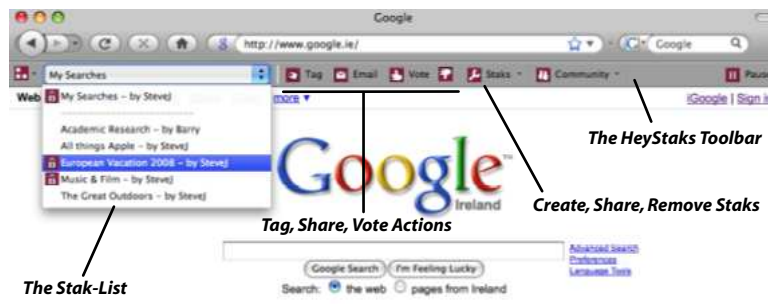 Google
http://www.google.ie/
Google
My Searches
Tag
Email
Vote
Staks
Community
Paus
Web
My Searches – by SteveJ
more ▼
iGoogle | Sign i
Academic Research – by Barry
All things Apple – by SteveJ
European Vacation 2008 – by SteveJ
Music & Film – by SteveJ
The Great Outdoors – by SteveJ
Google™
Ireland
The HeyStaks Toolbar
Create, Share, Remove Staks
Tag, Share, Vote Actions
The Stak-List
Advanced Search
Preferences
Language Tools
Google Search
I'm Feeling Lucky
Search: the web pages from Ireland